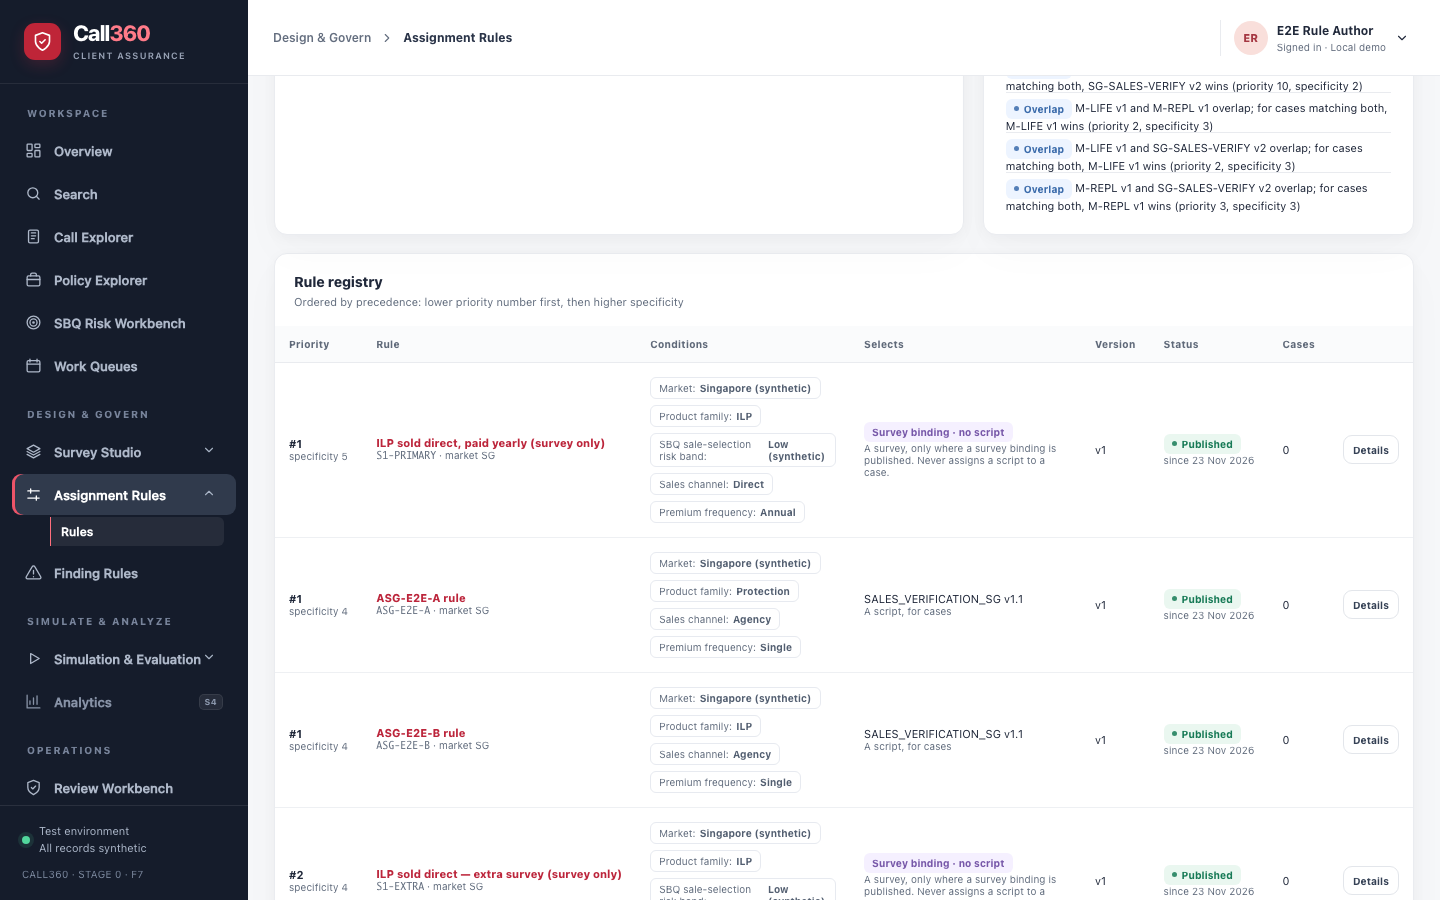 Call360
CLIENT ASSURANCE
WORKSPACE
Overview
Search
Call Explorer
Policy Explorer
SBQ Risk Workbench
Work Queues
DESIGN & GOVERN
Survey Studio
Assignment Rules
Rules
Finding Rules
SIMULATE & ANALYZE
Simulation & Evaluation
Analytics S4
OPERATIONS
Review Workbench
Test environment
All records synthetic
CALL360 · STAGE 0 · F7
Design & Govern > Assignment Rules
ER
E2E Rule Author
Signed in · Local demo
matching both, SG-SALES-VERIFY v2 wins (priority 10, specificity 2)
Overlap M-LIFE v1 and M-REPL v1 overlap; for cases matching both,
M-LIFE v1 wins (priority 2, specificity 3)
Overlap M-LIFE v1 and SG-SALES-VERIFY v2 overlap; for cases
matching both, M-LIFE v1 wins (priority 2, specificity 3)
Overlap M-REPL v1 and SG-SALES-VERIFY v2 overlap; for cases
matching both, M-REPL v1 wins (priority 3, specificity 3)
Rule registry
Ordered by precedence: lower priority number first, then higher specificity
Priority Rule Conditions Selects Version Status Cases
#1
specificity 5
ILP sold direct, paid yearly (survey only)
S1-PRIMARY · market SG
Market: Singapore (synthetic)
Product family: ILP
SBQ sale-selection risk band: Low (synthetic)
Sales channel: Direct
Premium frequency: Annual
Survey binding · no script
A survey, only where a survey binding is
published. Never assigns a script to a
case.
v1
Published
since 23 Nov 2026
0
Details
#1
specificity 4
ASG-E2E-A rule
ASG-E2E-A · market SG
Market: Singapore (synthetic)
Product family: Protection
Sales channel: Agency
Premium frequency: Single
SALES_VERIFICATION_SG v1.1
A script, for cases
v1
Published
since 23 Nov 2026
0
Details
#1
specificity 4
ASG-E2E-B rule
ASG-E2E-B · market SG
Market: Singapore (synthetic)
Product family: ILP
Sales channel: Agency
Premium frequency: Single
SALES_VERIFICATION_SG v1.1
A script, for cases
v1
Published
since 23 Nov 2026
0
Details
#2
specificity 4
ILP sold direct — extra survey (survey only)
S1-EXTRA · market SG
Market: Singapore (synthetic)
Product family: ILP
SBQ sale-selection Low
Survey binding · no script
A survey, only where a survey binding is
published. Never assigns a script to a
v1
Published
since 23 Nov 2026
0
Details